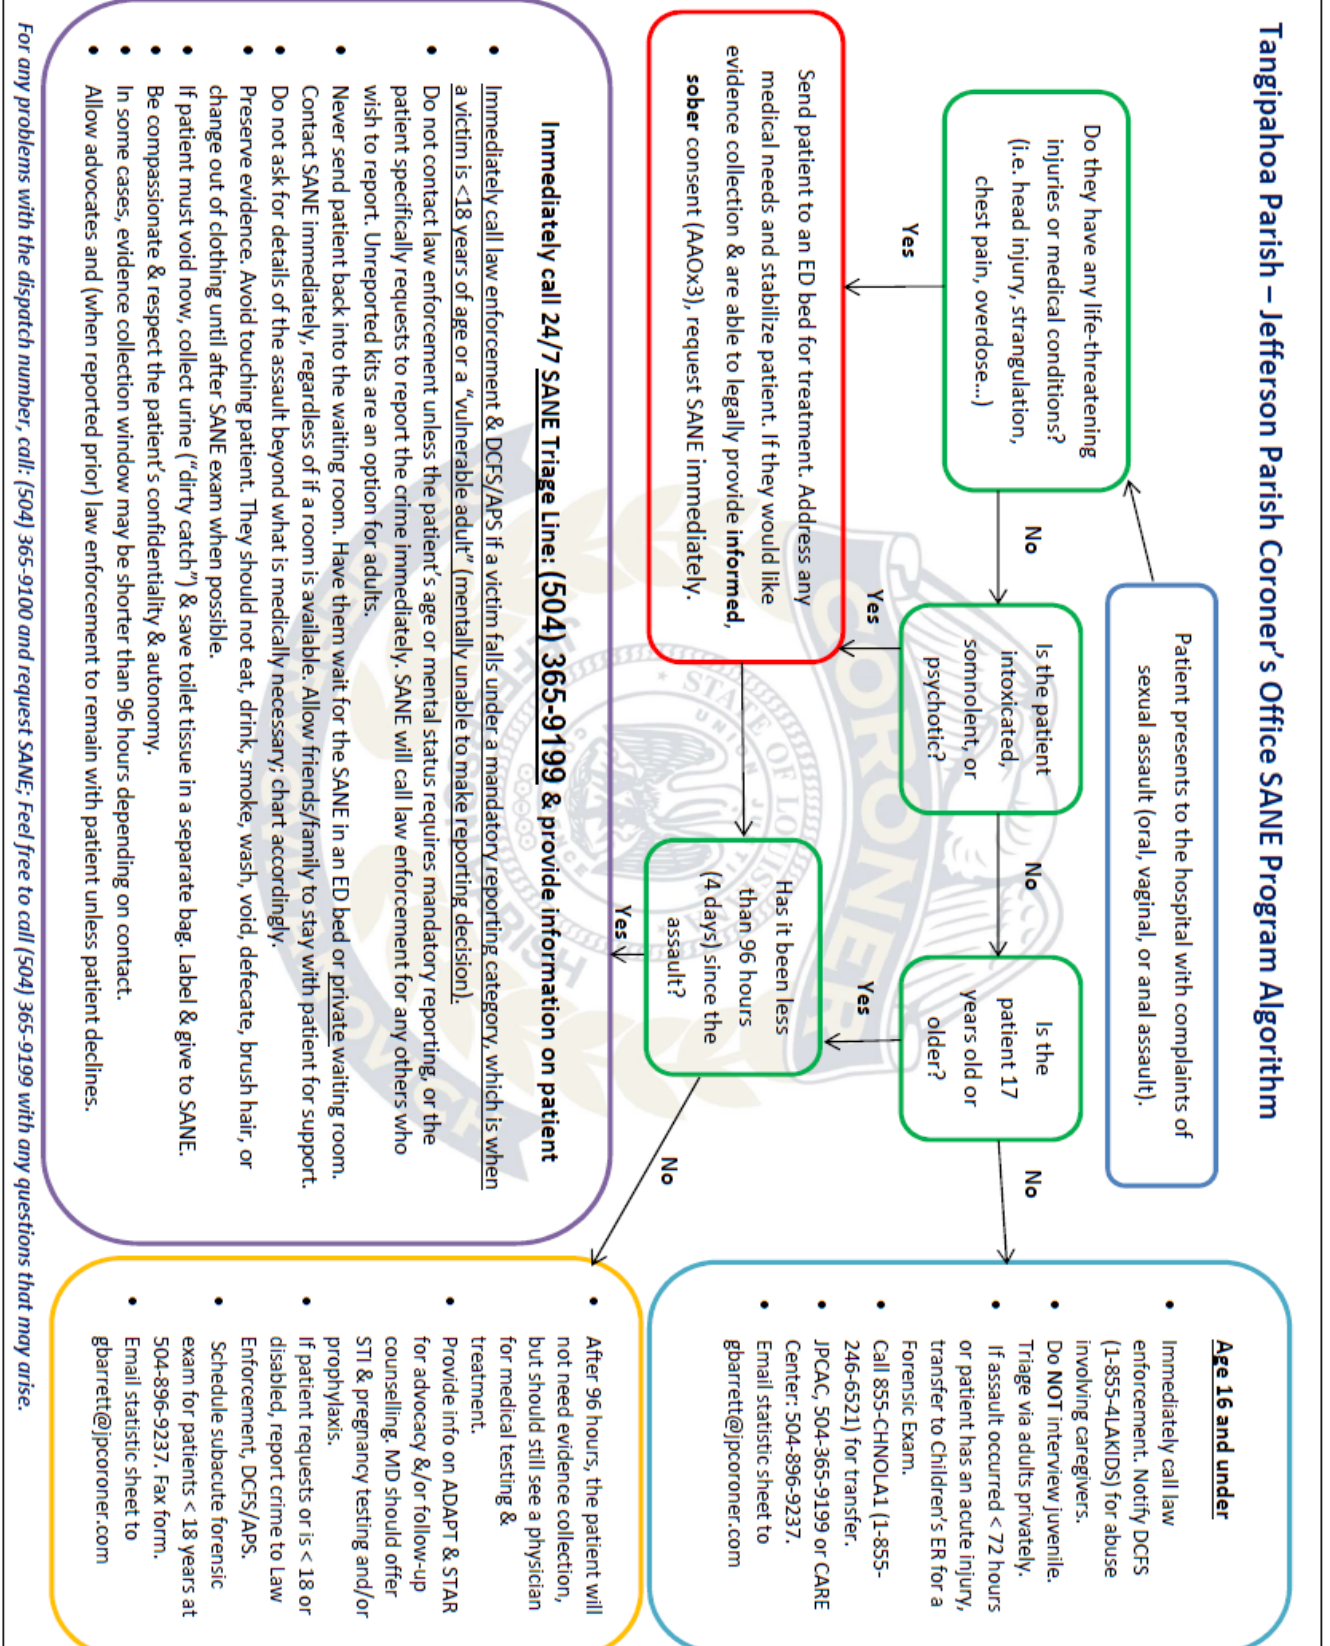 Tangipahoa Parish – Jefferson Parish Coroner's Office SANE Program Algorithm
Patient presents to the hospital with complaints of
sexual assault (oral, vaginal, or anal assault).
Do they have any life-threatening
injuries or medical conditions?
(i.e. head injury, strangulation,
chest pain, overdose...)
No
Is the patient
intoxicated,
somnolent, or
psychotic?
No
Is the
patient 17
years old or
older?
No
Yes
Yes
Yes
Send patient to an ED bed for treatment. Address any
medical needs and stabilize patient. If they would like
evidence collection & are able to legally provide informed,
sober consent (AAOx3), request SANE immediately.
Has it been less
than 96 hours
(4 days) since the
assault?
Yes
No
Age 16 and under
• Immediately call law
enforcement. Notify DCFS
(1-855-4LAKIDS) for abuse
involving caregivers.
• Do NOT interview juvenile.
Triage via adults privately.
• If assault occurred < 72 hours
or patient has an acute injury,
transfer to Children's ER for a
Forensic Exam.
• Call 855-CHNOLA1 (1-855-
246-6521) for transfer.
• JPCAC, 504-365-9199 or CARE
Center: 504-896-9237.
• Email statistic sheet to
gbarrett@jpcoroner.com
Immediately call 24/7 SANE Triage Line: (504) 365-9199 & provide information on patient
• Immediately call law enforcement & DCFS/APS if a victim falls under a mandatory reporting category, which is when
a victim is <18 years of age or a "vulnerable adult" (mentally unable to make reporting decision).
• Do not contact law enforcement unless the patient's age or mental status requires mandatory reporting, or the
patient specifically requests to report the crime immediately. SANE will call law enforcement for any others who
wish to report. Unreported kits are an option for adults.
• Never send patient back into the waiting room. Have them wait for the SANE in an ED bed or private waiting room.
Contact SANE immediately, regardless of if a room is available. Allow friends/family to stay with patient for support.
• Do not ask for details of the assault beyond what is medically necessary; chart accordingly.
• Preserve evidence. Avoid touching patient. They should not eat, drink, smoke, wash, void, defecate, brush hair, or
change out of clothing until after SANE exam when possible.
• If patient must void now, collect urine ("dirty catch") & save toilet tissue in a separate bag. Label & give to SANE.
• Be compassionate & respect the patient's confidentiality & autonomy.
• In some cases, evidence collection window may be shorter than 96 hours depending on contact.
• Allow advocates and (when reported prior) law enforcement to remain with patient unless patient declines.
• After 96 hours, the patient will
not need evidence collection,
but should still see a physician
for medical testing &
treatment.
• Provide info on ADAPT & STAR
for advocacy &/or follow-up
counselling. MD should offer
STI & pregnancy testing and/or
prophylaxis.
• If patient requests or is < 18 or
disabled, report crime to Law
Enforcement, DCFS/APS.
• Schedule subacute forensic
exam for patients < 18 years at
504-896-9237. Fax form.
• Email statistic sheet to
gbarrett@jpcoroner.com
For any problems with the dispatch number, call: (504) 365-9100 and request SANE; Feel free to call (504) 365-9199 with any questions that may arise.
CORONER